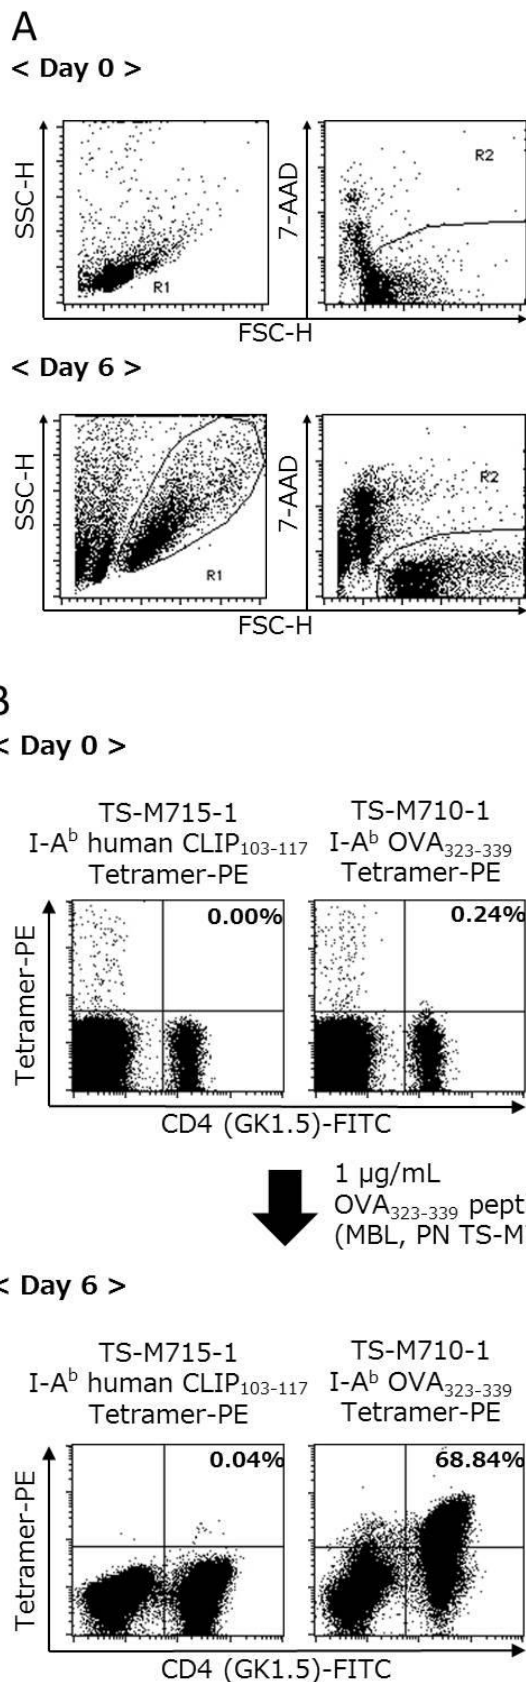 A
< Day 0 >
SSC-H
R1
7-AAD
R2
FSC-H
< Day 6 >
SSC-H
R1
7-AAD
R2
FSC-H
B
< Day 0 >
TS-M715-1
I-Aᵇ human CLIP₁₀₃₋₁₁₇
Tetramer-PE
TS-M710-1
I-Aᵇ OVA₃₂₃₋₃₃₉
Tetramer-PE
Tetramer-PE
0.00%
0.24%
CD4 (GK1.5)-FITC
1 µg/mL
OVA₃₂₃₋₃₃₉ pept
(MBL, PN TS-M
< Day 6 >
TS-M715-1
I-Aᵇ human CLIP₁₀₃₋₁₁₇
Tetramer-PE
TS-M710-1
I-Aᵇ OVA₃₂₃₋₃₃₉
Tetramer-PE
Tetramer-PE
0.04%
68.84%
CD4 (GK1.5)-FITC